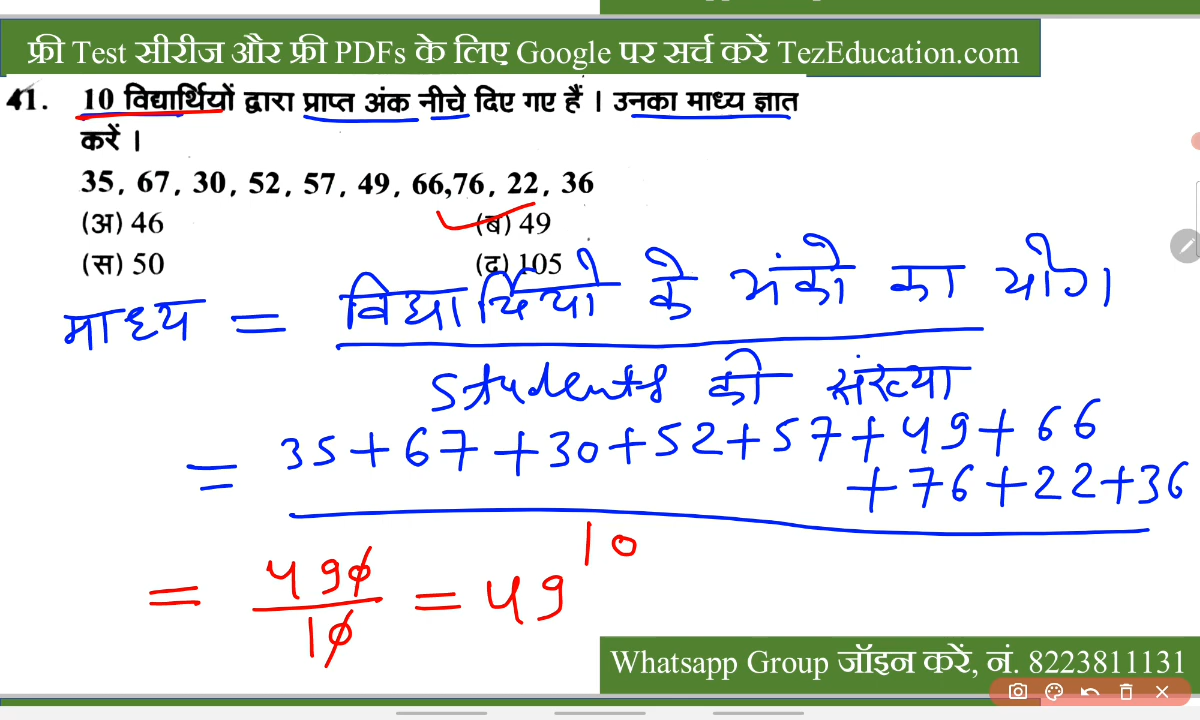 फ्री Test सीरीज और फ्री PDFs के लिए Google पर सर्च करें TezEducation.com
41. 10 विद्यार्थियों द्वारा प्राप्त अंक नीचे दिए गए हैं । उनका माध्य ज्ञात
करें ।
35, 67, 30, 52, 57, 49, 66,76, 22, 36
(अ) 46 (ब) 49
(स) 50 (द) 105
माध्य = विद्यार्थियो के अंको का योग।
students की संख्या
= 35+67+30+52+57+49+66
+76+22+36
10
= 490
10
= 49
Whatsapp Group जॉइन करें, नं. 8223811131